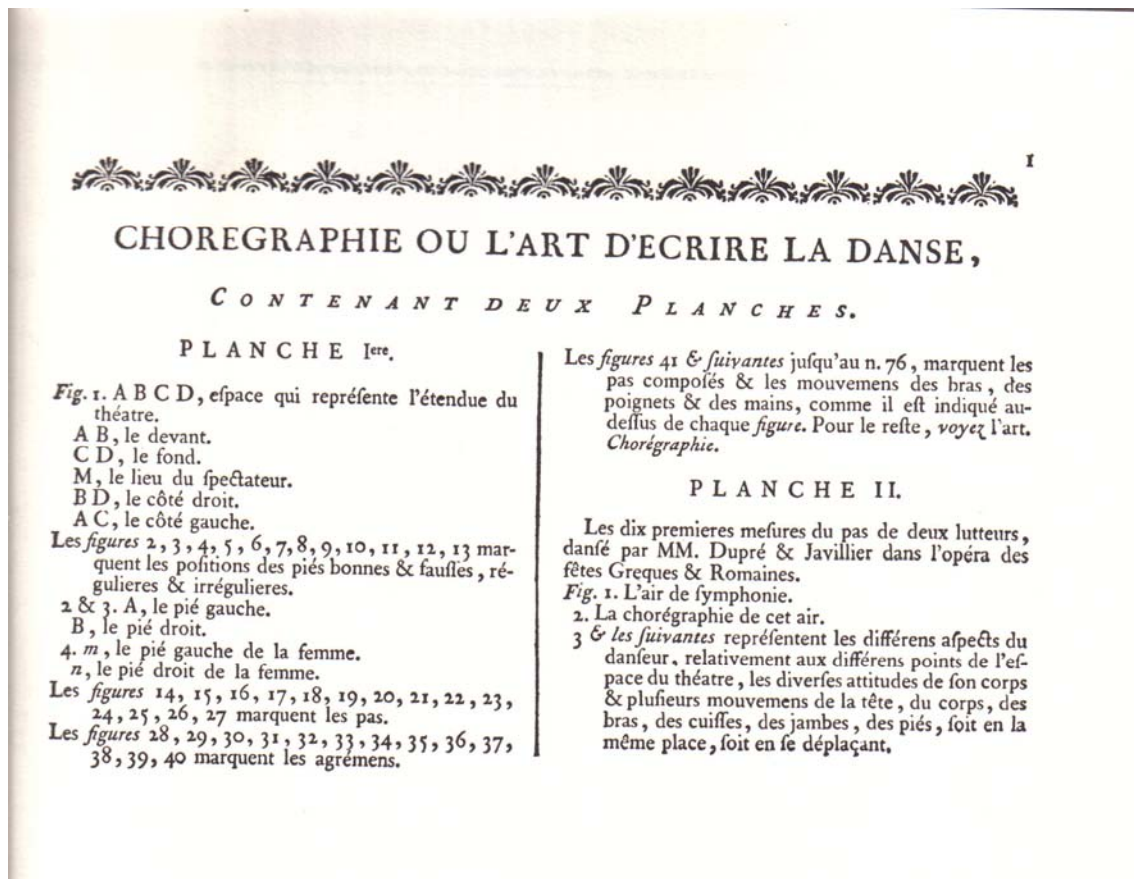 1
CHOREGRAPHIE OU L'ART D'ECRIRE LA DANSE,
CONTENANT DEUX PLANCHES.
PLANCHE Iere.
Fig. 1. A B C D, eſpace qui repréſente l'étendue du
théatre.
A B, le devant.
C D, le fond.
M, le lieu du ſpectateur.
B D, le côté droit.
A C, le côté gauche.
Les figures 2, 3, 4, 5, 6, 7, 8, 9, 10, 11, 12, 13 mar-
quent les poſitions des piés bonnes & fauſſes, ré-
gulieres & irrégulieres.
2 & 3. A, le pié gauche.
B, le pié droit.
4. m, le pié gauche de la femme.
n, le pié droit de la femme.
Les figures 14, 15, 16, 17, 18, 19, 20, 21, 22, 23,
24, 25, 26, 27 marquent les pas.
Les figures 28, 29, 30, 31, 32, 33, 34, 35, 36, 37,
38, 39, 40 marquent les agrémens.
Les figures 41 & ſuivantes juſqu'au n. 76, marquent les
pas compoſés & les mouvemens des bras, des
poignets & des mains, comme il eſt indiqué au-
deſſus de chaque figure. Pour le reſte, voyez l'art.
Chorégraphie.
PLANCHE II.
Les dix premieres meſures du pas de deux lutteurs,
danſé par MM. Dupré & Javillier dans l'opéra des
fêtes Greques & Romaines.
Fig. 1. L'air de ſymphonie.
2. La chorégraphie de cet air.
3 & les ſuivantes repréſentent les différens aſpects du
danſeur, relativement aux différens points de l'eſ-
pace du théatre, les diverſes attitudes de ſon corps
& pluſieurs mouvemens de la tête, du corps, des
bras, des cuiſſes, des jambes, des piés, ſoit en la
même place, ſoit en ſe déplaçant.